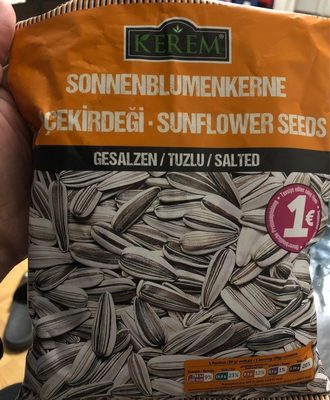 KEREM
SONNENBLUMENKERNE
ÇEKİRDEĞİ · SUNFLOWER SEEDS
GESALZEN / TUZLU / SALTED
1€